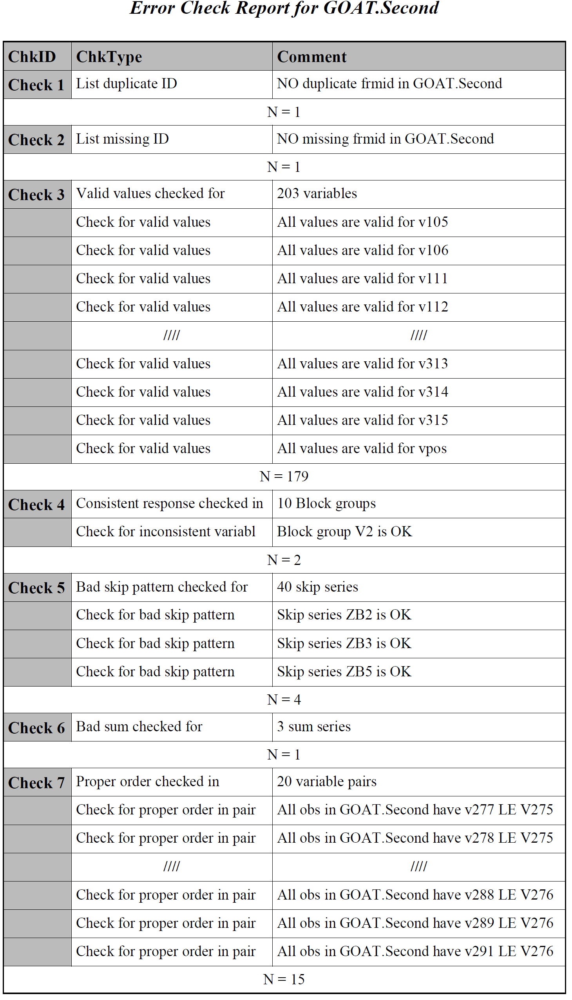 Error Check Report for GOAT.Second
ChkID ChkType Comment
Check 1 List duplicate ID NO duplicate frmid in GOAT.Second
N = 1
Check 2 List missing ID NO missing frmid in GOAT.Second
N = 1
Check 3 Valid values checked for 203 variables
Check for valid values All values are valid for v105
Check for valid values All values are valid for v106
Check for valid values All values are valid for v111
Check for valid values All values are valid for v112
//// ////
Check for valid values All values are valid for v313
Check for valid values All values are valid for v314
Check for valid values All values are valid for v315
Check for valid values All values are valid for vpos
N = 179
Check 4 Consistent response checked in 10 Block groups
Check for inconsistent variabl Block group V2 is OK
N = 2
Check 5 Bad skip pattern checked for 40 skip series
Check for bad skip pattern Skip series ZB2 is OK
Check for bad skip pattern Skip series ZB3 is OK
Check for bad skip pattern Skip series ZB5 is OK
N = 4
Check 6 Bad sum checked for 3 sum series
N = 1
Check 7 Proper order checked in 20 variable pairs
Check for proper order in pair All obs in GOAT.Second have v277 LE V275
Check for proper order in pair All obs in GOAT.Second have v278 LE V275
//// ////
Check for proper order in pair All obs in GOAT.Second have v288 LE V276
Check for proper order in pair All obs in GOAT.Second have v289 LE V276
Check for proper order in pair All obs in GOAT.Second have v291 LE V276
N = 15